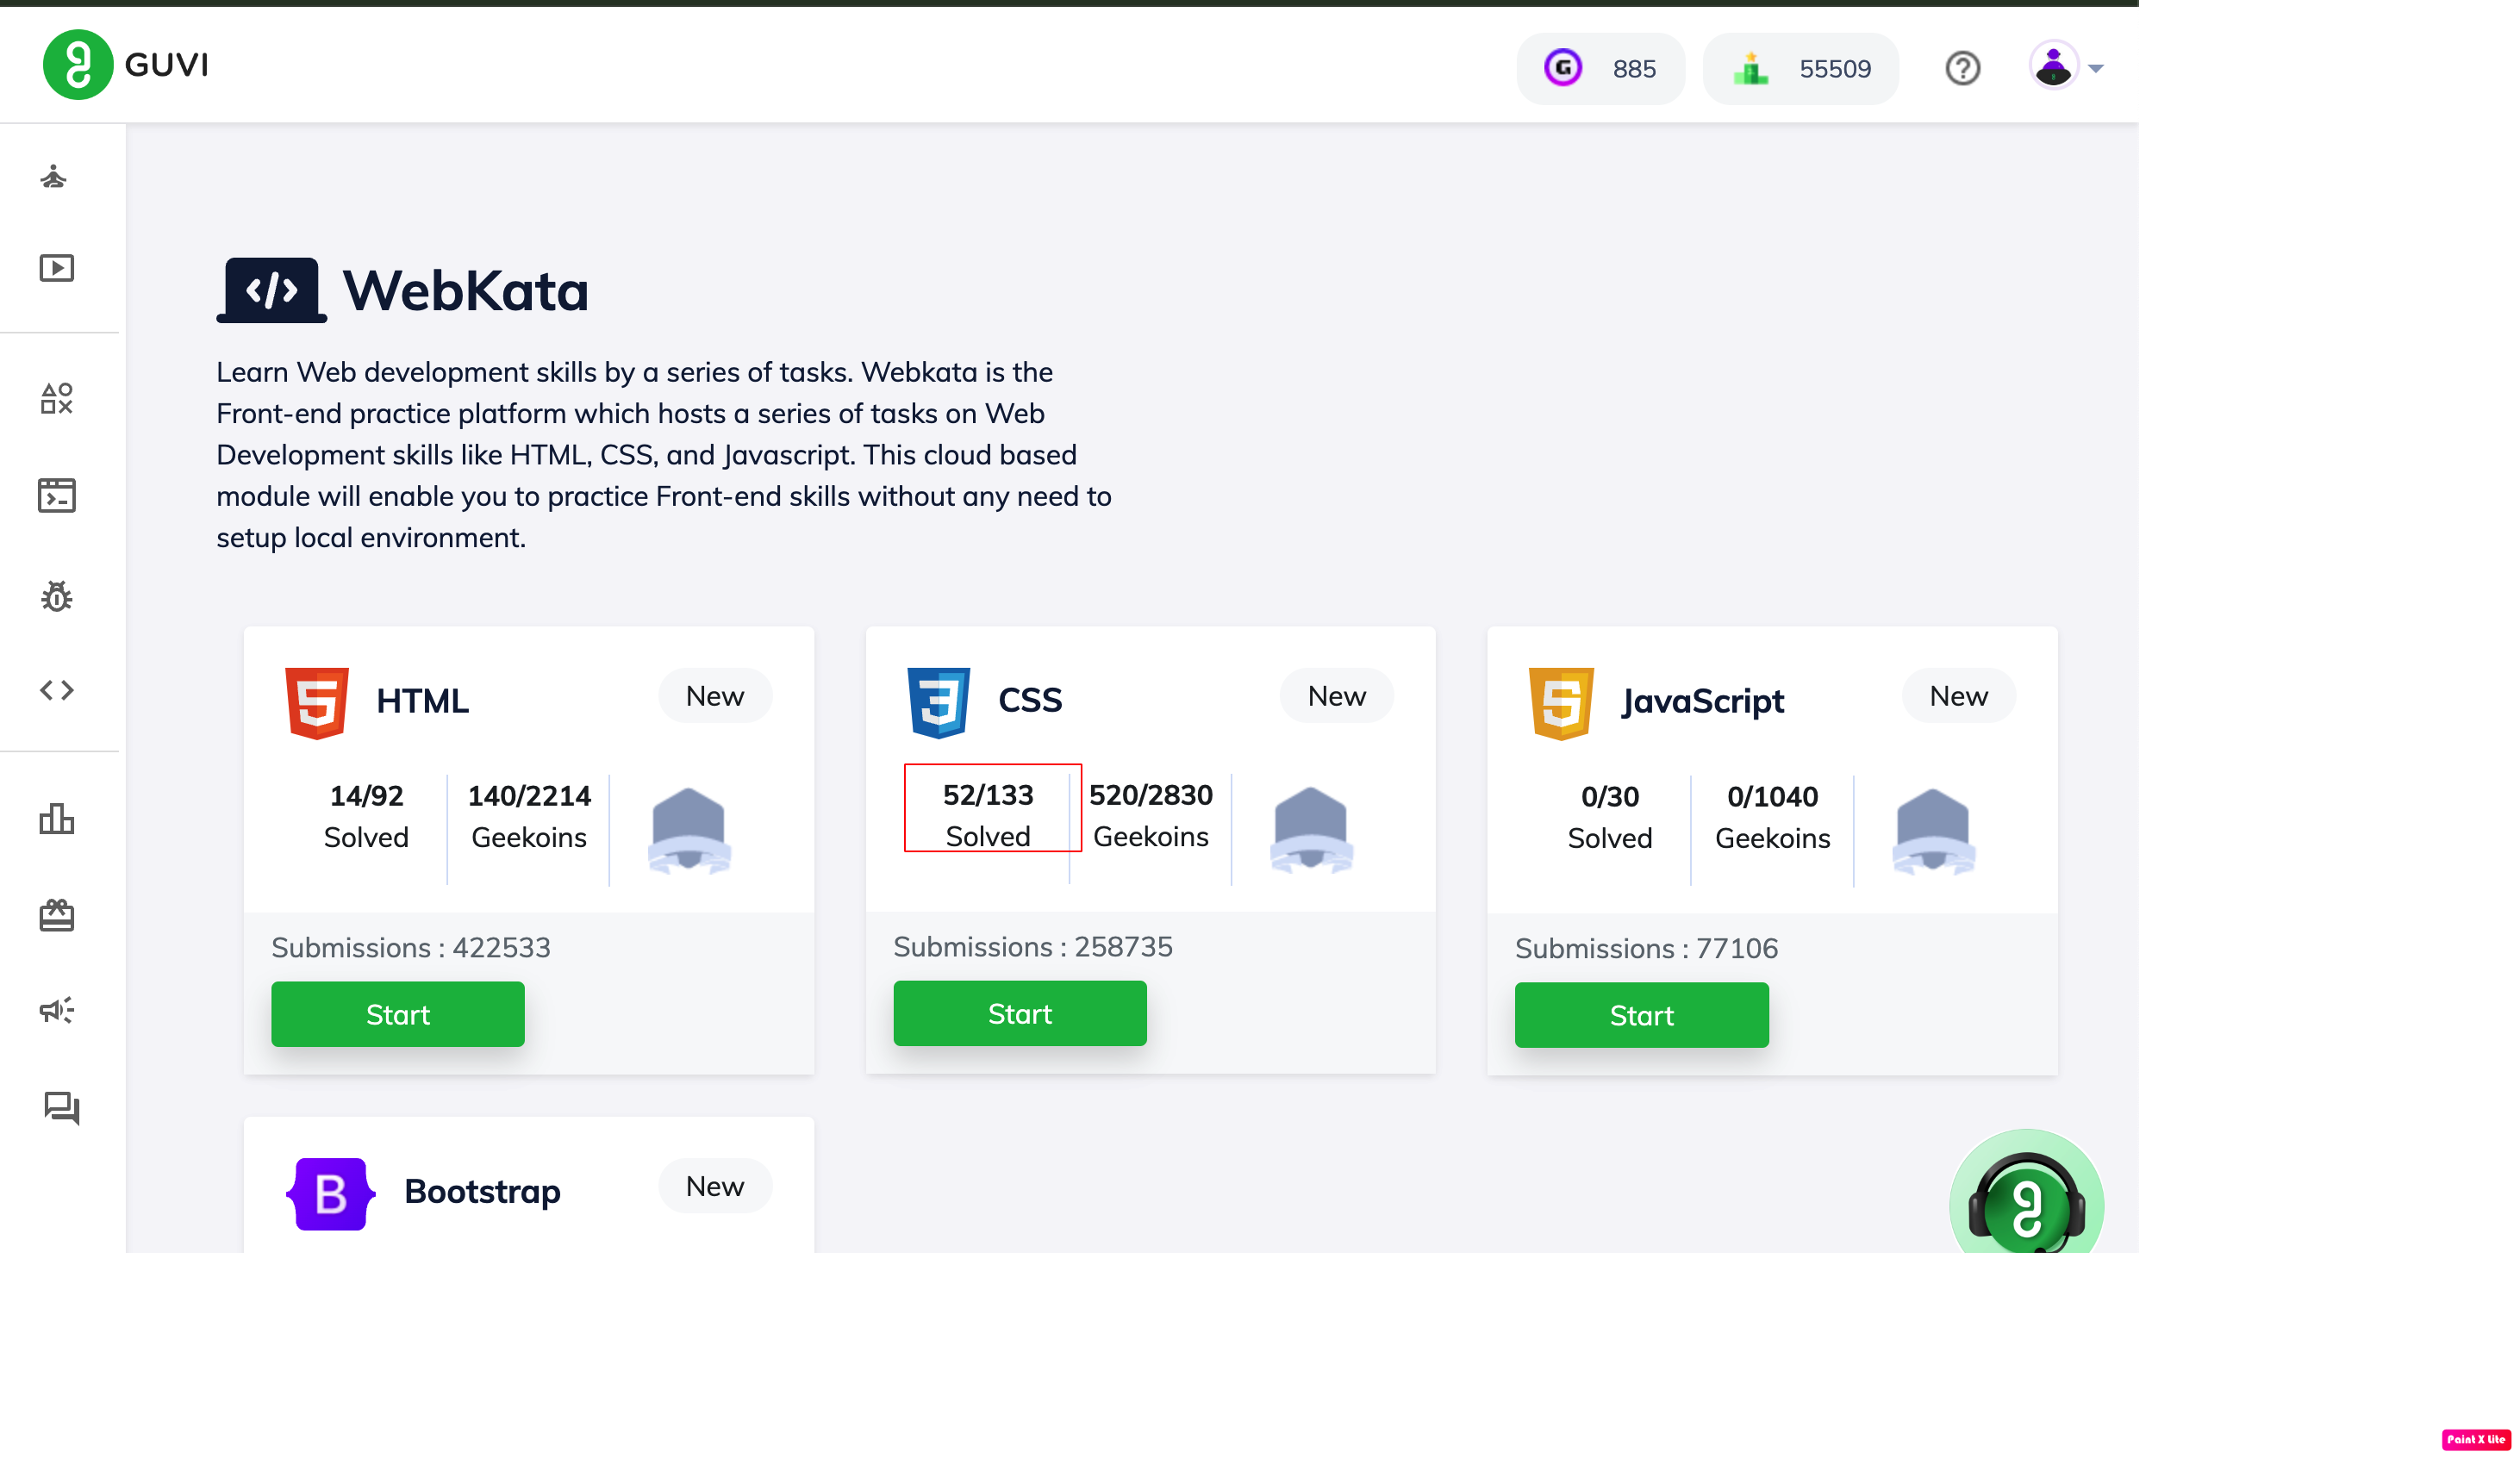 GUVI
885
55509
WebKata
Learn Web development skills by a series of tasks. Webkata is the
Front-end practice platform which hosts a series of tasks on Web
Development skills like HTML, CSS, and Javascript. This cloud based
module will enable you to practice Front-end skills without any need to
setup local environment.
HTML
New
14/92
Solved
140/2214
Geekoins
Submissions : 422533
Start
CSS
New
52/133
Solved
520/2830
Geekoins
Submissions : 258735
Start
JavaScript
New
0/30
Solved
0/1040
Geekoins
Submissions : 77106
Start
B
Bootstrap
New
Paint X lite